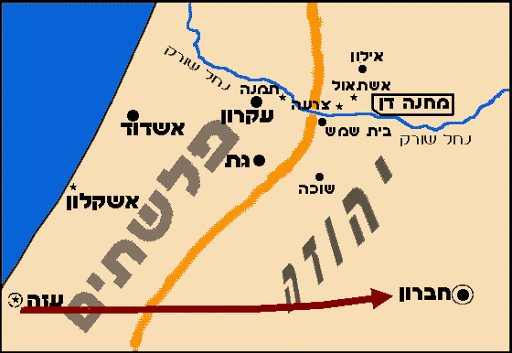 אילון
נחל שורק
אשתאול
תמנה
צרעה
מחנה דן
עקרון
אשדוד
בית שמש
נחל שורק
גת
שוכה
אשקלון
פלשתים
יהודה
חברון
עזה